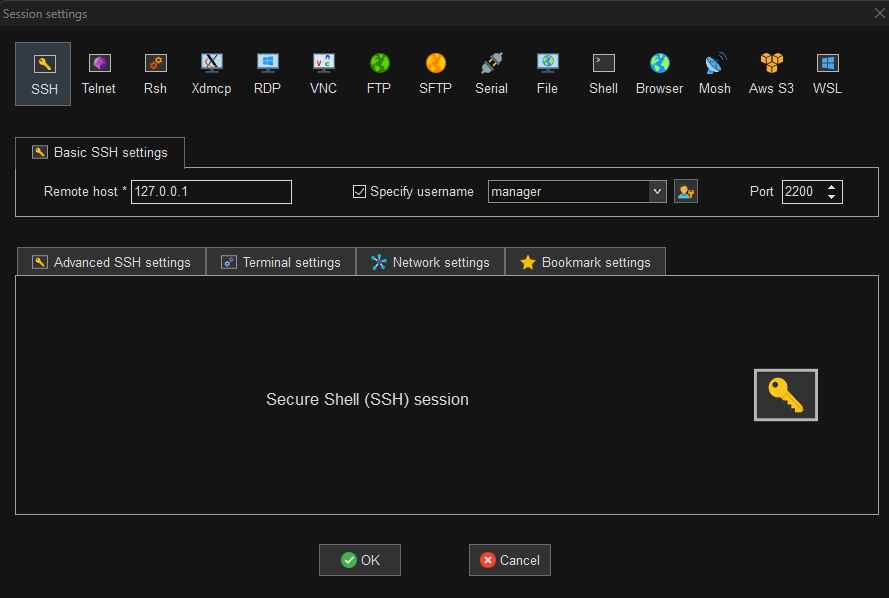 Session settings
SSH Telnet Rsh Xdmcp RDP VNC FTP SFTP Serial File Shell Browser Mosh Aws S3 WSL
Basic SSH settings
Remote host * 127.0.0.1 Specify username manager Port 2200
Advanced SSH settings Terminal settings Network settings Bookmark settings
Secure Shell (SSH) session
OK Cancel